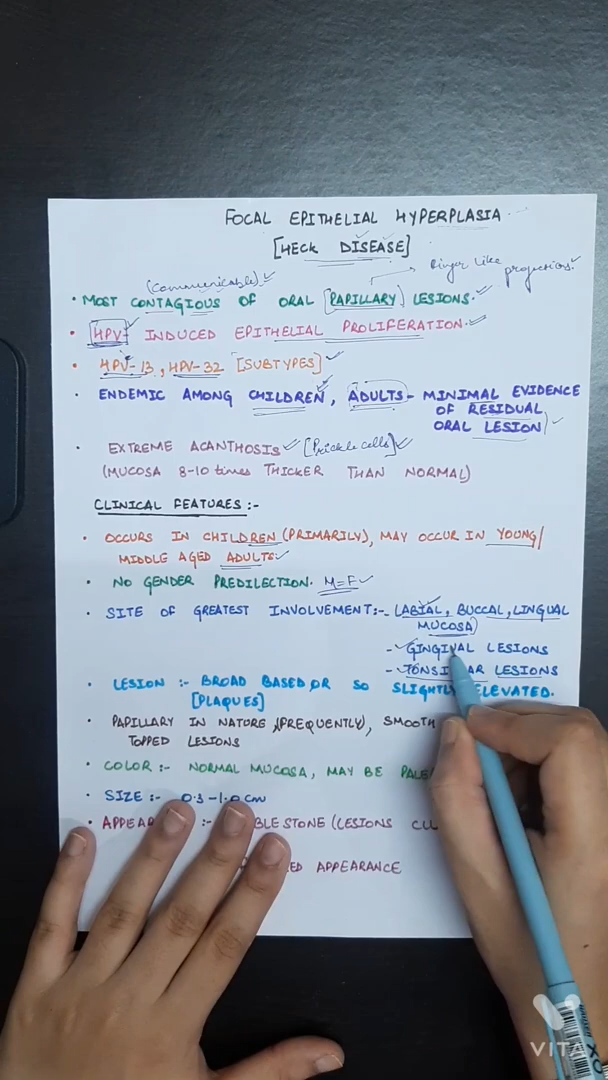 FOCAL EPITHELIAL HYPERPLASIA
[HECK DISEASE]
(communicable)
Finger like projections.
• MOST CONTAGIOUS OF ORAL [PAPILLARY] LESIONS.
• HPV- INDUCED EPITHELIAL PROLIFERATION.
• HPV-13, HPV-32 [SUBTYPES]
• ENDEMIC AMONG CHILDREN, ADULTS- MINIMAL EVIDENCE
OF RESIDUAL
ORAL LESION
• EXTREME ACANTHOSIS [Prickle cells]
(MUCOSA 8-10 times THICKER THAN NORMAL)
CLINICAL FEATURES :-
• OCCURS IN CHILDREN (PRIMARILY), MAY OCCUR IN YOUNG/
MIDDLE AGED ADULTS
• NO GENDER PREDILECTION. M=F
• SITE OF GREATEST INVOLVEMENT:- (LABIAL, BUCCAL, LINGUAL
MUCOSA)
- GINGIVAL LESIONS
- TONSILLAR LESIONS
• LESION :- BROAD BASED OR SO SLIGHTLY ELEVATED.
[PLAQUES]
• PAPILLARY IN NATURE (FREQUENTLY), SMOOTH
TOPPED LESIONS
• COLOR :- NORMAL MUCOSA, MAY BE PALE
• SIZE :- 0.3-1.0 cm
• :- STONE (LESIONS
APPEARANCE
VITA